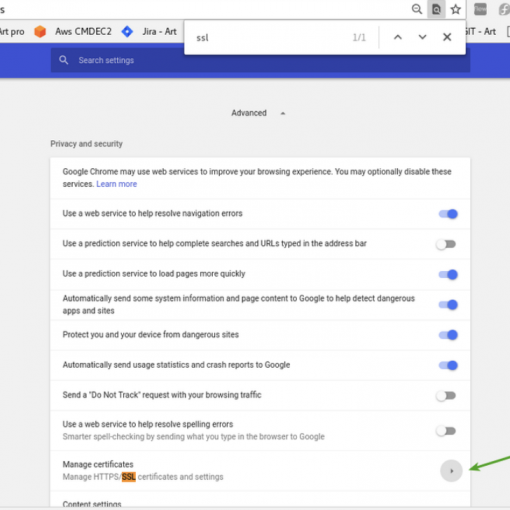 s
Art pro Aws CMDEC2 Jira - Art GIT - Art
ssl 1/1
Search settings
Advanced
Privacy and security
Google Chrome may use web services to improve your browsing experience. You may optionally disable these
services. Learn more
Use a web service to help resolve navigation errors
Use a prediction service to help complete searches and URLs typed in the address bar
Use a prediction service to load pages more quickly
Automatically send some system information and page content to Google to help detect dangerous
apps and sites
Protect you and your device from dangerous sites
Automatically send usage statistics and crash reports to Google
Send a "Do Not Track" request with your browsing traffic
Use a web service to help resolve spelling errors
Smarter spell-checking by sending what you type in the browser to Google
Manage certificates
Manage HTTPS/SSL certificates and settings
Content settings